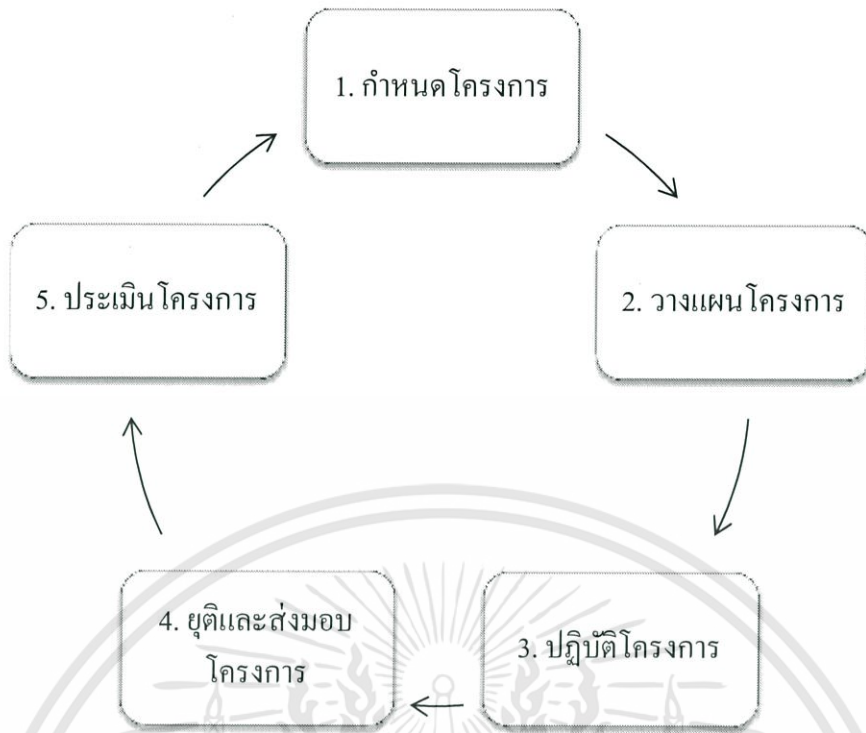 1. กำหนดโครงการ
2. วางแผนโครงการ
3. ปฏิบัติโครงการ
4. ยุติและส่งมอบ
โครงการ
5. ประเมินโครงการ